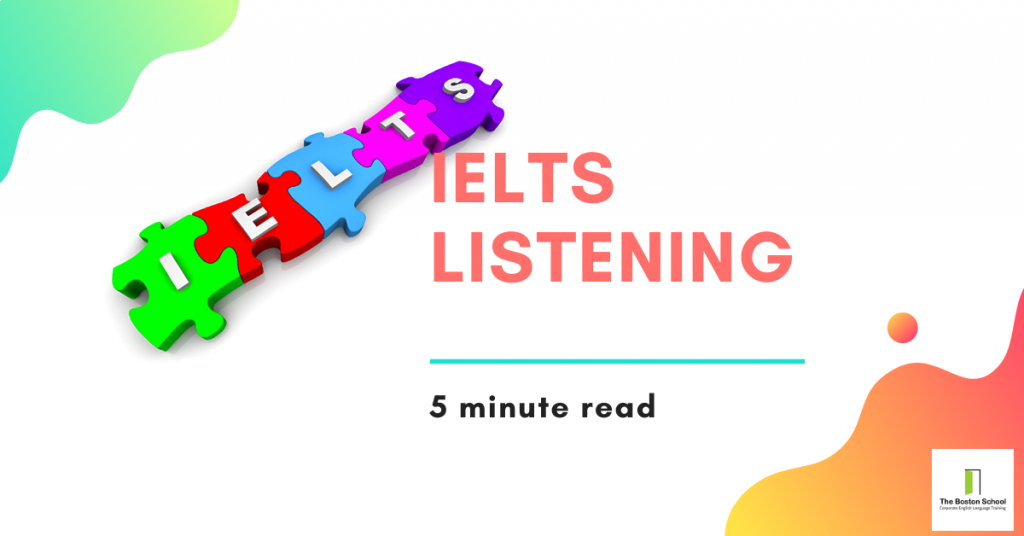 I E L T S
IELTS
LISTENING
5 minute read
The Boston School
Corporate English Language Training